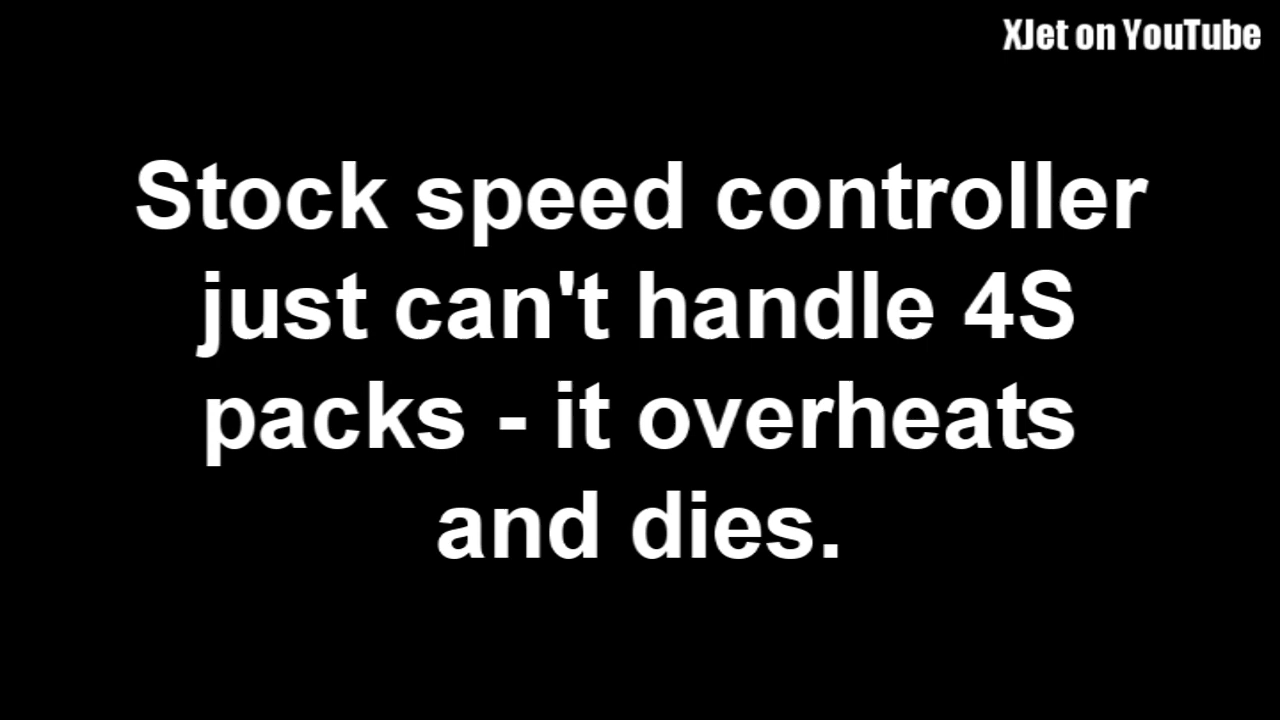 XJet on YouTube
Stock speed controller
just can't handle 4S
packs - it overheats
and dies.